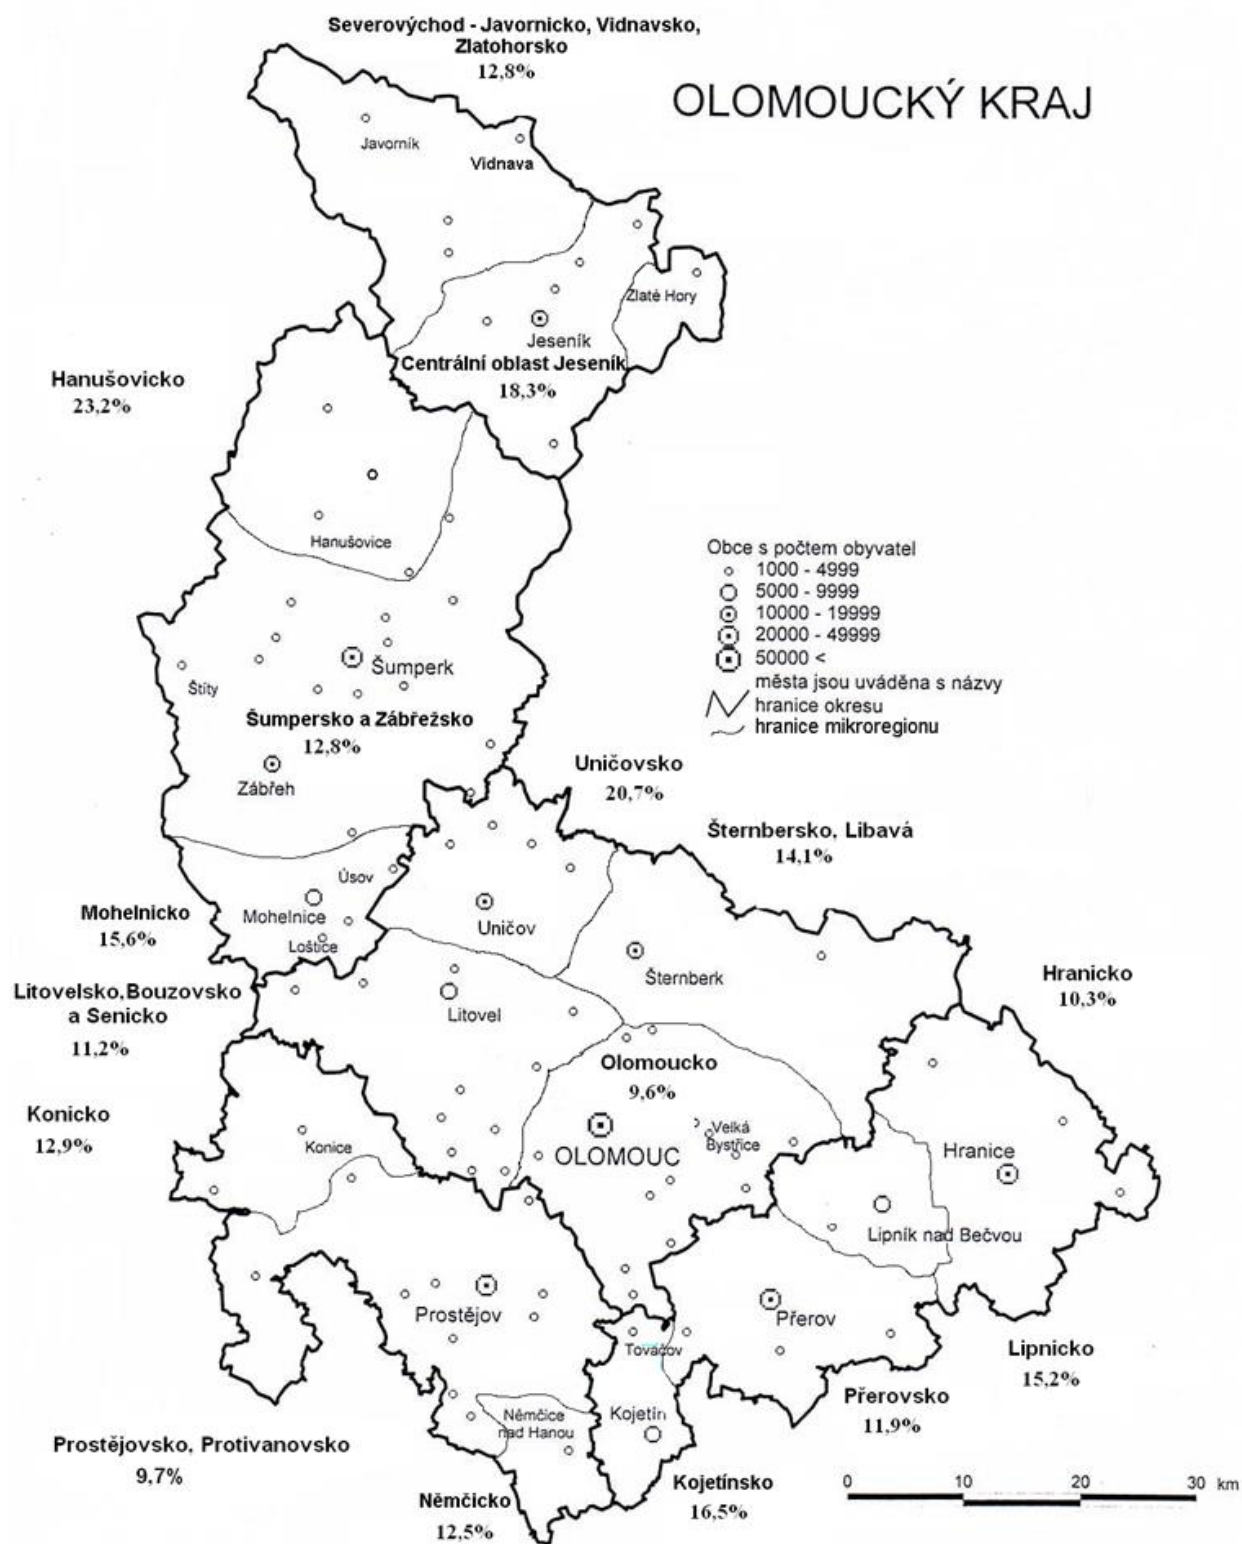 Severovýchod - Javornicko, Vidnavsko,
Zlatohorsko
12,8%
OLOMOUCKÝ KRAJ
Javorník
Vidnava
Zlaté Hory
Jeseník
Centrální oblast Jeseník
18,3%
Hanušovicko
23,2%
Hanušovice
Obce s počtem obyvatel
1000 - 4999
5000 - 9999
10000 - 19999
20000 - 49999
50000 <
města jsou uváděna s názvy
hranice okresu
hranice mikroregionu
Šumperk
Štíty
Šumpersko a Zábřežsko
12,8%
Zábřeh
Uničovsko
20,7%
Šternbersko, Libavá
14,1%
Úsov
Mohelnice
Loštice
Mohelnicko
15,6%
Uničov
Šternberk
Litovelsko,Bouzovsko
a Senicko
11,2%
Litovel
Hranicko
10,3%
Olomoucko
9,6%
Konicko
12,9%
Konice
Velká
Bystřice
OLOMOUC
Hranice
Lipník nad Bečvou
Prostějov
Přerov
Tovačov
Lipnicko
15,2%
Přerovsko
11,9%
Němčice
nad Hanou
Kojetín
Prostějovsko, Protivanovsko
9,7%
Kojetínsko
16,5%
Němčicko
12,5%
0 10 20 30 km